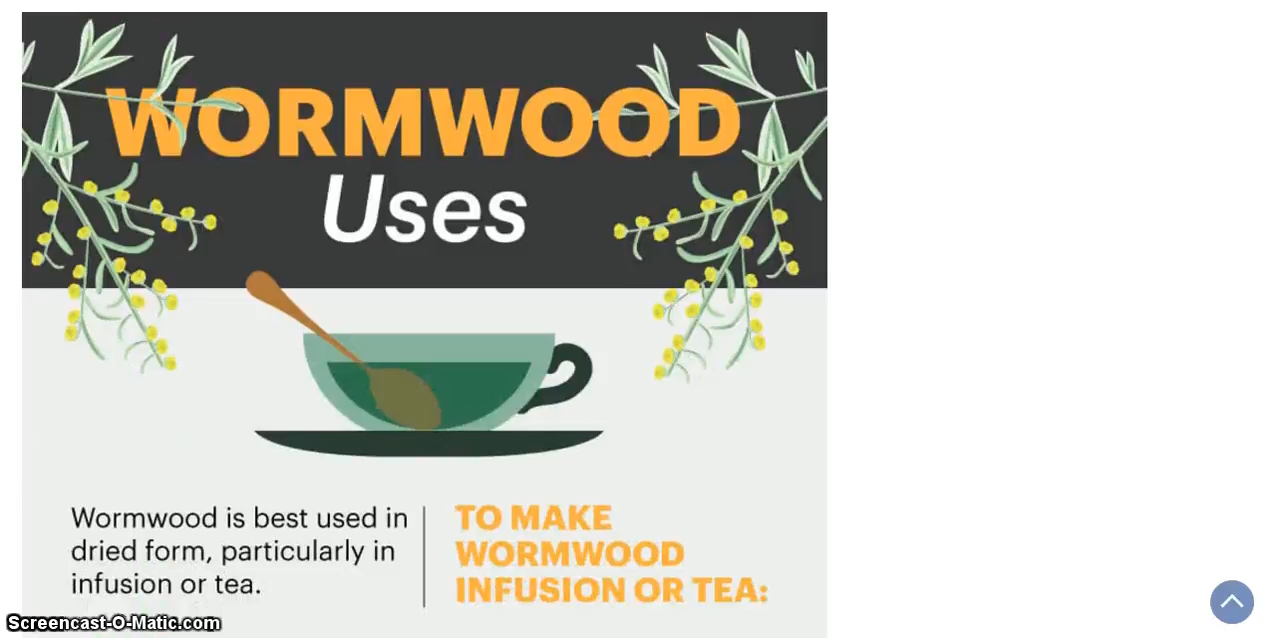 WORMWOOD
Uses
Wormwood is best used in
dried form, particularly in
infusion or tea.
TO MAKE
WORMWOOD
INFUSION OR TEA:
Screencast-O-Matic.com